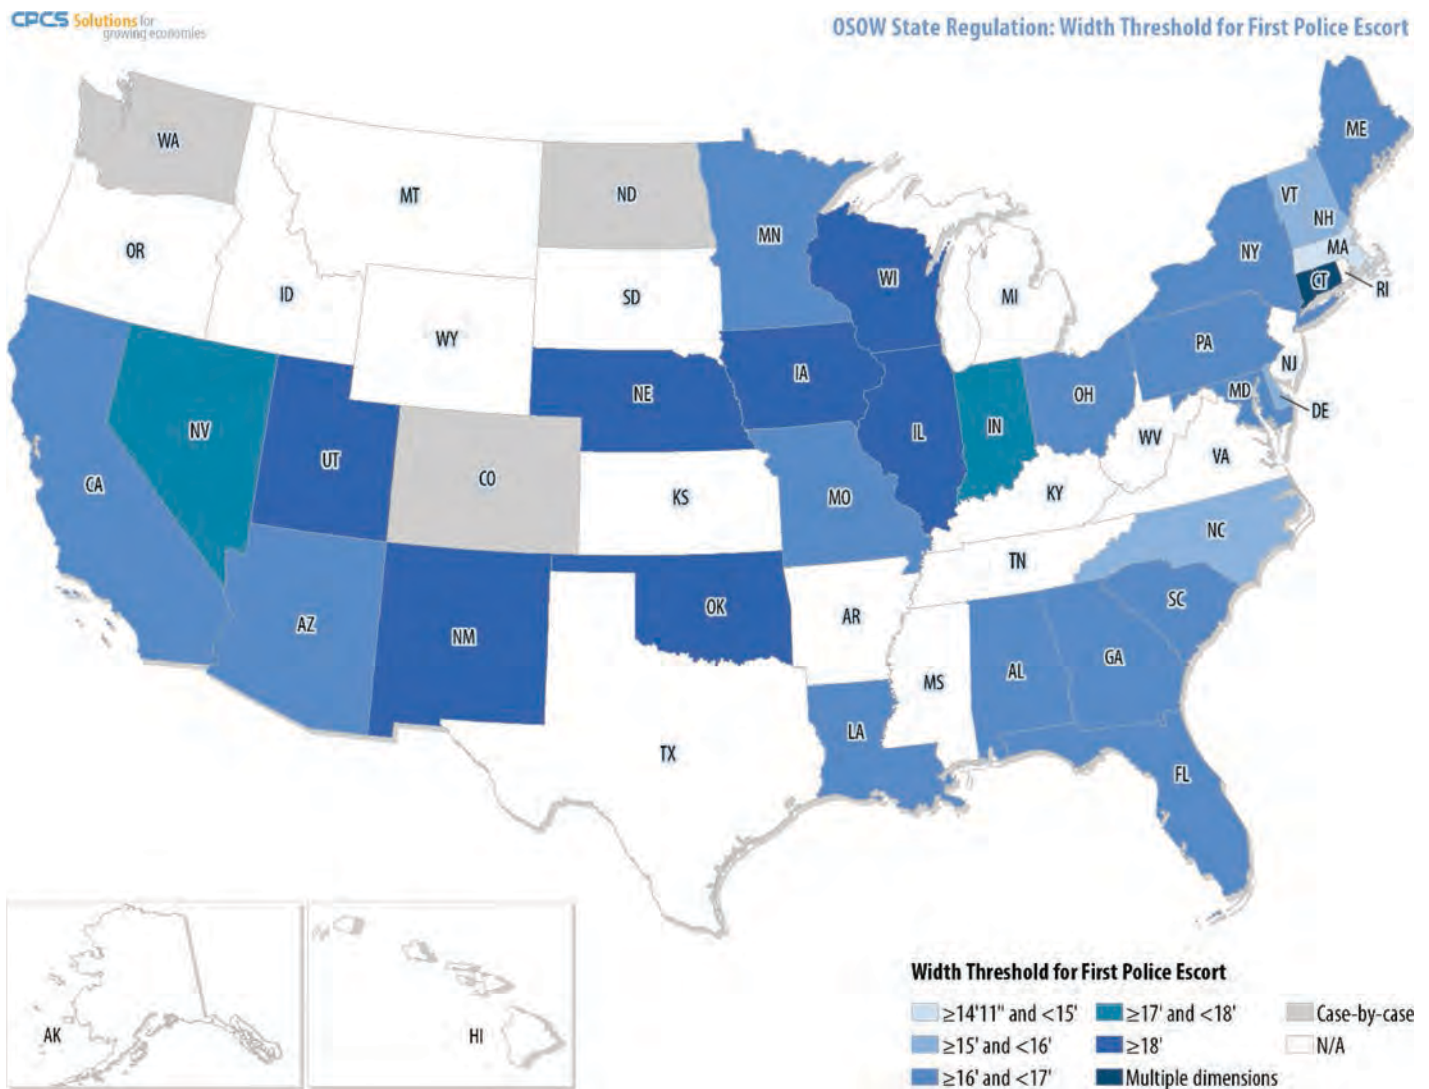 CPCS Solutions for
growing economies
OSOW State Regulation: Width Threshold for First Police Escort
WA
MT
ND
MN
ME
VT
NH
OR
ID
SD
WI
MI
NY
MA
CT
RI
WY
NE
IA
PA
NJ
NV
UT
CO
IL
IN
OH
MD
DE
CA
KS
MO
KY
WV
VA
NC
AZ
NM
OK
AR
TN
SC
MS
AL
GA
TX
LA
FL
AK
HI
Width Threshold for First Police Escort
≥14'11" and <15'
≥17' and <18'
Case-by-case
≥15' and <16'
≥18'
N/A
≥16' and <17'
Multiple dimensions